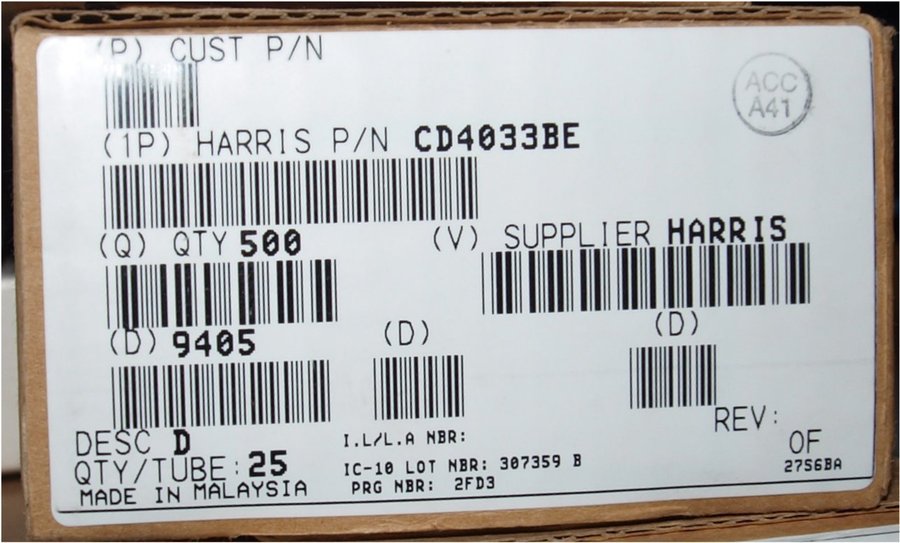 (P) CUST P/N
ACC
A41
(1P) HARRIS P/N CD4033BE
(Q) QTY 500
(V) SUPPLIER HARRIS
(D) 9405
(D)
(D)
REV:
DESC D
I.L/L.A NBR:
OF
QTY/TUBE: 25
IC-10 LOT NBR: 307359 B
27S6BA
MADE IN MALAYSIA
PRG NBR: 2FD3